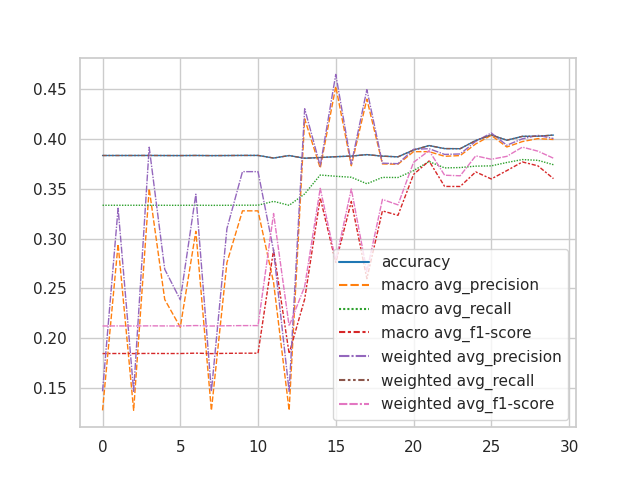 0.45
0.40
0.35
0.30
0.25
0.20
0.15
accuracy
macro avg_precision
macro avg_recall
macro avg_f1-score
weighted avg_precision
weighted avg_recall
weighted avg_f1-score
0 5 10 15 20 25 30